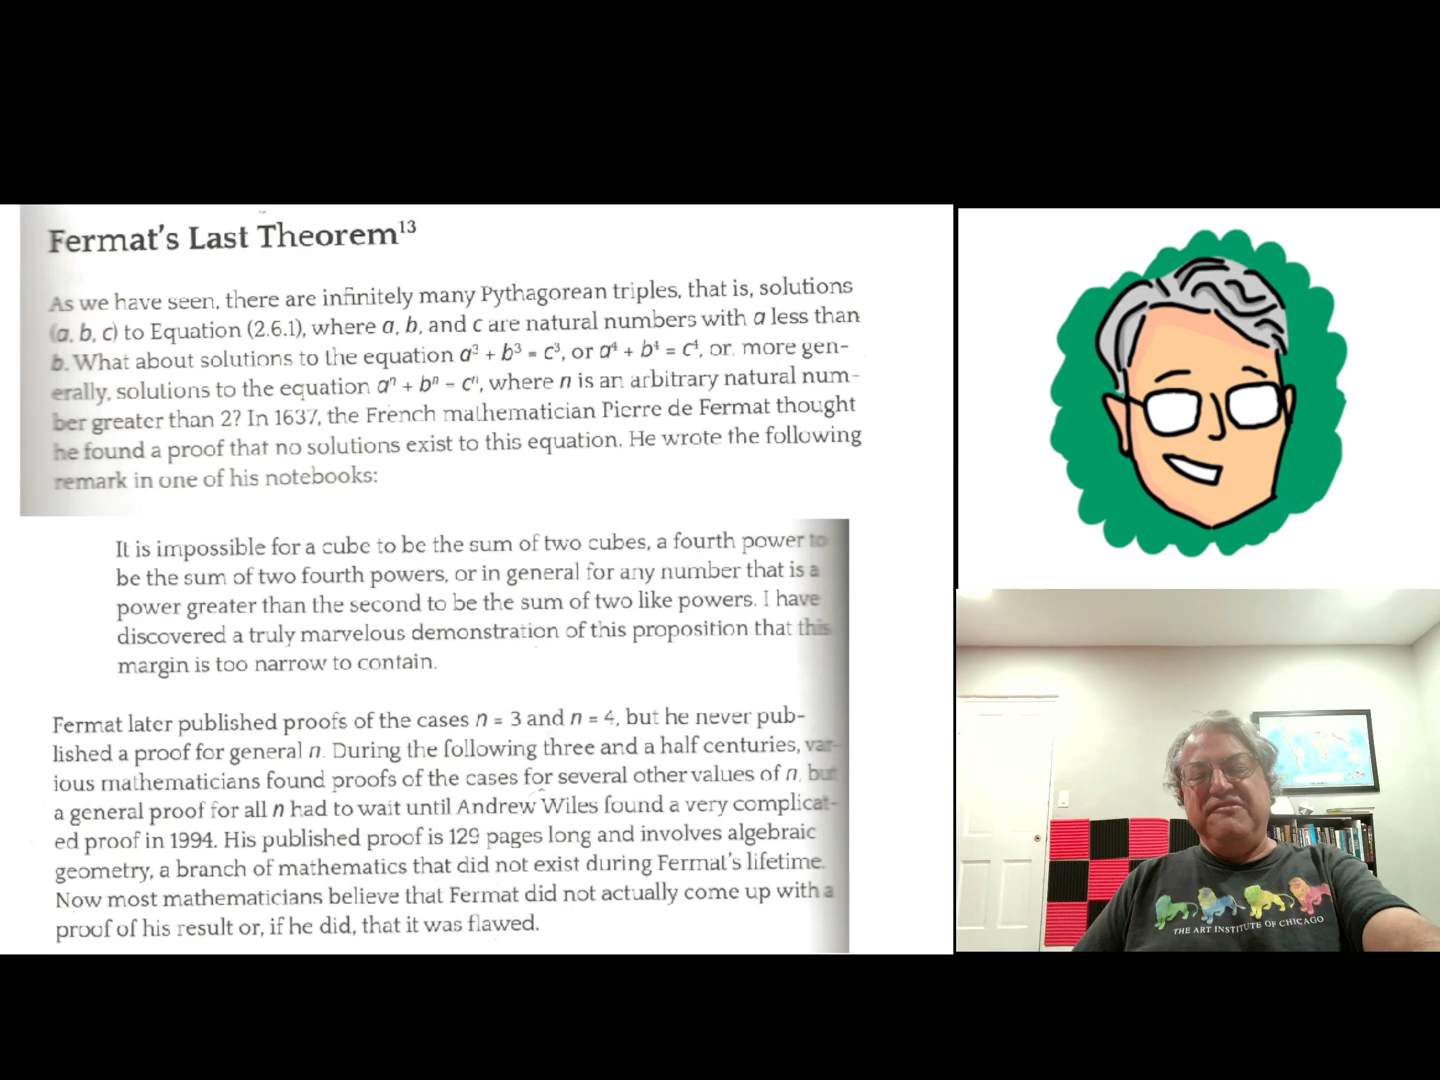 Fermat's Last Theorem¹³
As we have seen, there are infinitely many Pythagorean triples, that is, solutions
(a, b, c) to Equation (2.6.1), where a, b, and c are natural numbers with a less than
b. What about solutions to the equation a³ + b³ = c³, or a⁴ + b⁴ = c⁴, or, more gen-
erally, solutions to the equation aⁿ + bⁿ = cⁿ, where n is an arbitrary natural num-
ber greater than 2? In 1637, the French mathematician Pierre de Fermat thought
he found a proof that no solutions exist to this equation. He wrote the following
remark in one of his notebooks:
It is impossible for a cube to be the sum of two cubes, a fourth power to
be the sum of two fourth powers, or in general for any number that is a
power greater than the second to be the sum of two like powers. I have
discovered a truly marvelous demonstration of this proposition that this
margin is too narrow to contain.
Fermat later published proofs of the cases n = 3 and n = 4, but he never pub-
lished a proof for general n. During the following three and a half centuries, var-
ious mathematicians found proofs of the cases for several other values of n, but
a general proof for all n had to wait until Andrew Wiles found a very complicat-
ed proof in 1994. His published proof is 129 pages long and involves algebraic
geometry, a branch of mathematics that did not exist during Fermat's lifetime.
Now most mathematicians believe that Fermat did not actually come up with a
proof of his result or, if he did, that it was flawed.
THE ART INSTITUTE OF CHICAGO